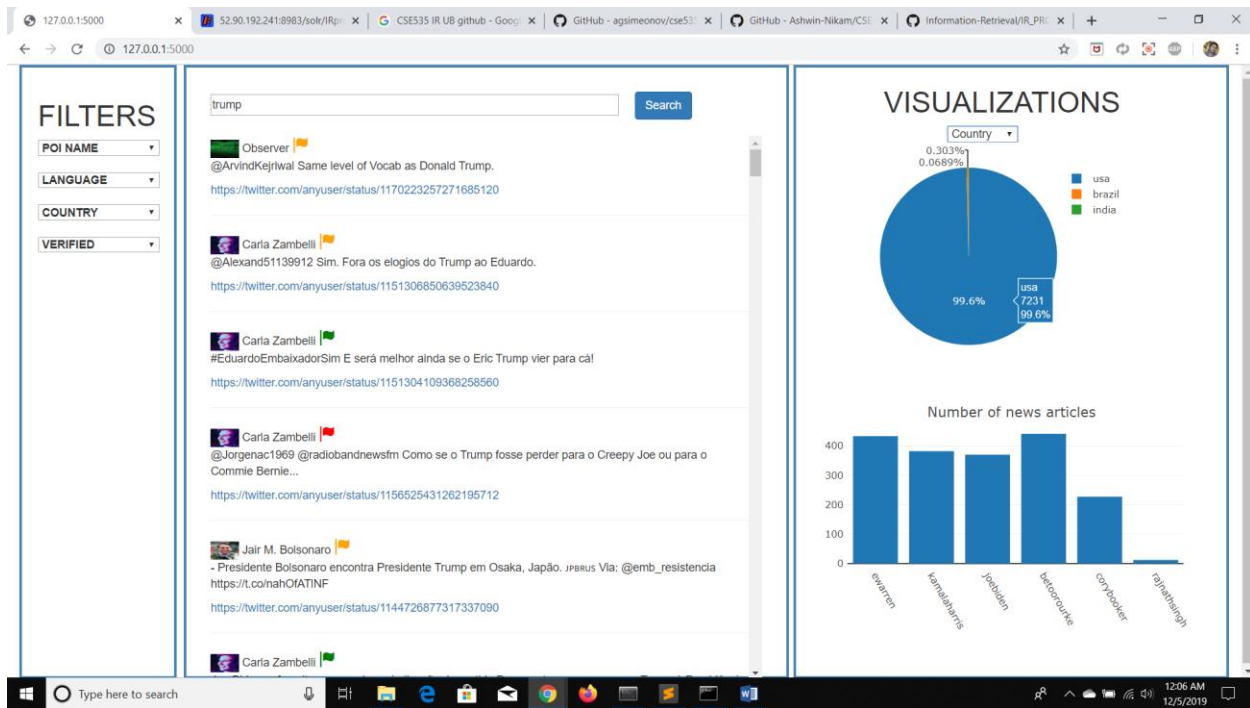 127.0.0.1:5000
52.90.192.241:8983/solr/IRpr
CSE535 IR UB github - Googl
GitHub - agsimeonov/cse535
GitHub - Ashwin-Nikam/CSE
Information-Retrieval/IR_PR
127.0.0.1:5000
FILTERS
POI NAME
LANGUAGE
COUNTRY
VERIFIED
trump
Search
Observer
@ArvindKejriwal Same level of Vocab as Donald Trump.
https://twitter.com/anyuser/status/1170223257271685120
Carla Zambelli
@Alexand51139912 Sim. Fora os elogios do Trump ao Eduardo.
https://twitter.com/anyuser/status/1151306850639523840
Carla Zambelli
#EduardoEmbaixadorSim E será melhor ainda se o Eric Trump vier para cá!
https://twitter.com/anyuser/status/1151304109368258560
Carla Zambelli
@Jorgenac1969 @radiobandnewsfm Como se o Trump fosse perder para o Creepy Joe ou para o
Commie Bernie...
https://twitter.com/anyuser/status/1156525431262195712
Jair M. Bolsonaro
- Presidente Bolsonaro encontra Presidente Trump em Osaka, Japão. JPBRUS Via: @emb_resistencia
https://t.co/nahOfATlNF
https://twitter.com/anyuser/status/1144726877317337090
Carla Zambelli
VISUALIZATIONS
Country
0.303%
0.0689%
99.6%
usa
7231
99.6%
usa
brazil
india
Number of news articles
400
300
200
100
0
ewarren
kamalaharris
joebiden
betoorourke
corybooker
rajnathsingh
Type here to search
12:06 AM
12/5/2019